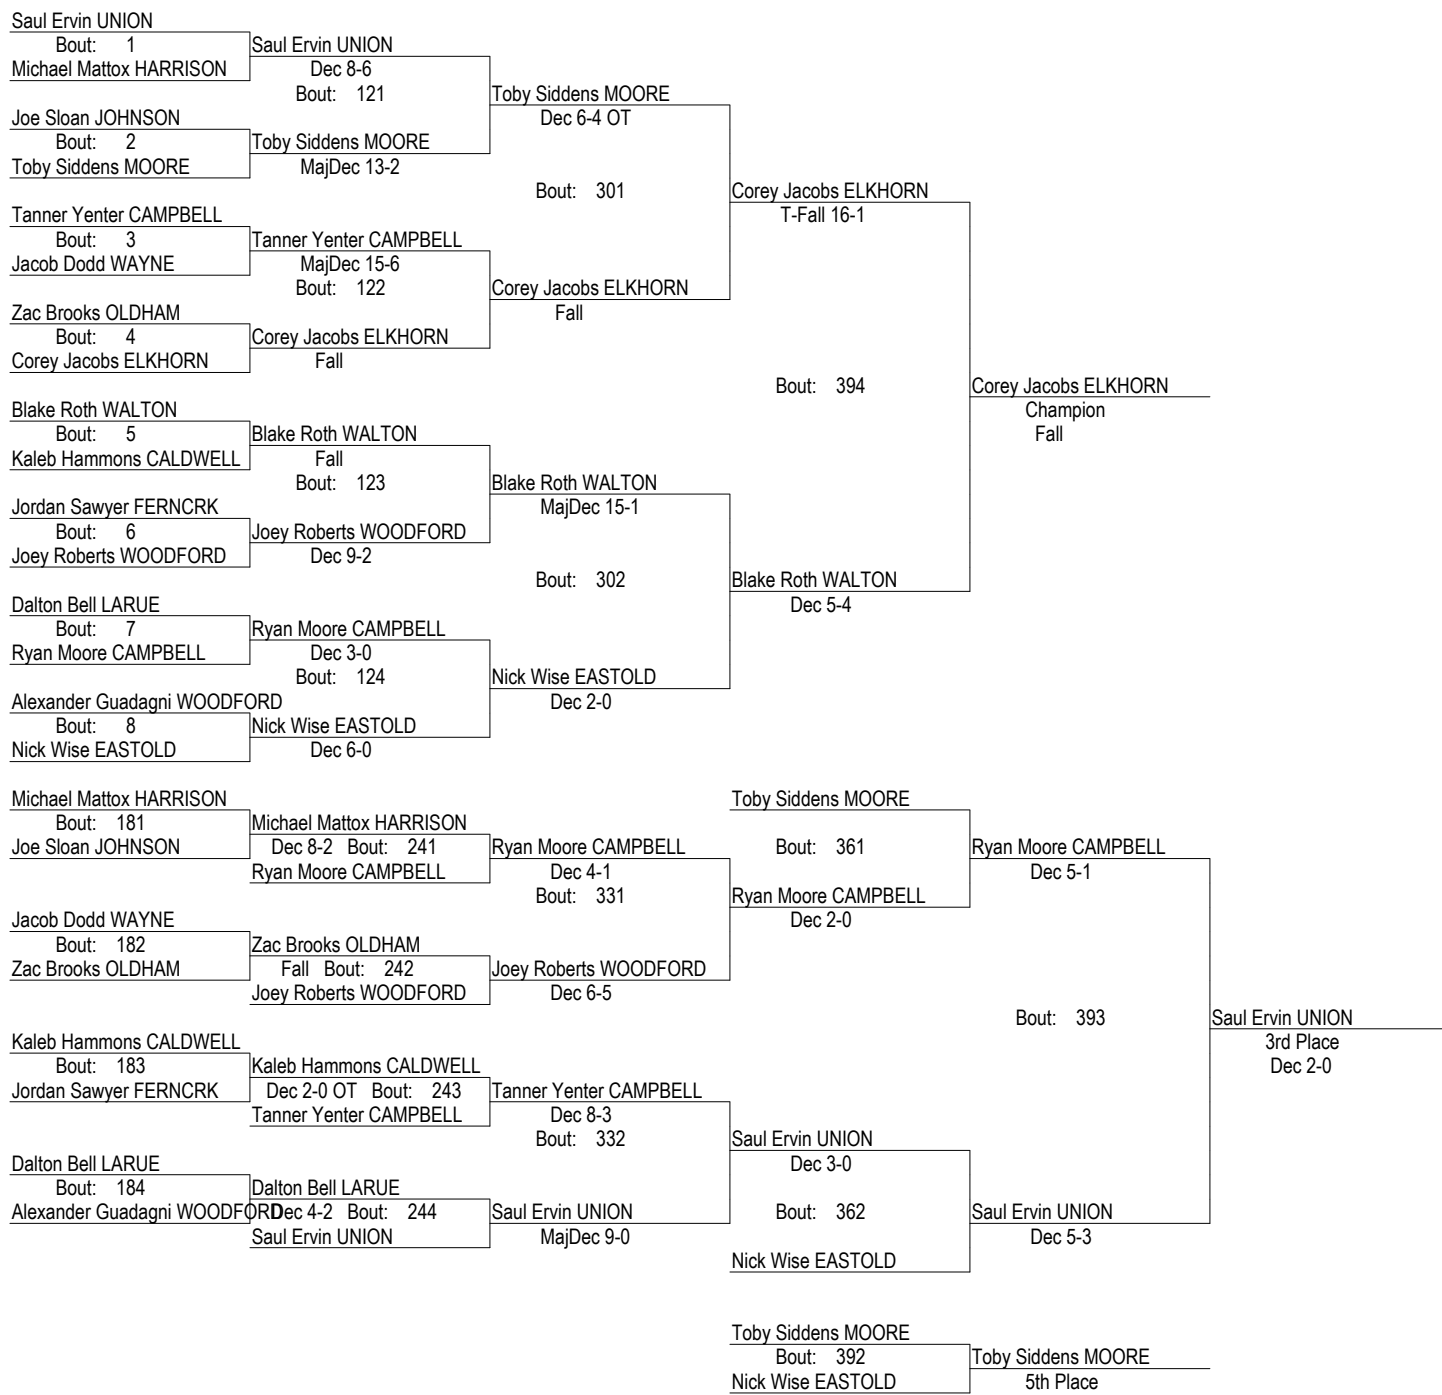 Saul Ervin UNION
Bout: 1
Michael Mattox HARRISON
Saul Ervin UNION
Dec 8-6
Bout: 121
Joe Sloan JOHNSON
Bout: 2
Toby Siddens MOORE
Toby Siddens MOORE
MajDec 13-2
Toby Siddens MOORE
Dec 6-4 OT
Bout: 301
Tanner Yenter CAMPBELL
Bout: 3
Jacob Dodd WAYNE
Tanner Yenter CAMPBELL
MajDec 15-6
Bout: 122
Zac Brooks OLDHAM
Bout: 4
Corey Jacobs ELKHORN
Corey Jacobs ELKHORN
Fall
Corey Jacobs ELKHORN
Fall
Corey Jacobs ELKHORN
T-Fall 16-1
Bout: 394
Corey Jacobs ELKHORN
Champion
Fall
Blake Roth WALTON
Bout: 5
Kaleb Hammons CALDWELL
Blake Roth WALTON
Fall
Bout: 123
Jordan Sawyer FERNCRK
Bout: 6
Joey Roberts WOODFORD
Joey Roberts WOODFORD
Dec 9-2
Blake Roth WALTON
MajDec 15-1
Bout: 302
Blake Roth WALTON
Dec 5-4
Dalton Bell LARUE
Bout: 7
Ryan Moore CAMPBELL
Ryan Moore CAMPBELL
Dec 3-0
Bout: 124
Alexander Guadagni WOODFORD
Bout: 8
Nick Wise EASTOLD
Nick Wise EASTOLD
Dec 6-0
Nick Wise EASTOLD
Dec 2-0
Michael Mattox HARRISON
Bout: 181
Joe Sloan JOHNSON
Michael Mattox HARRISON
Dec 8-2 Bout: 241
Ryan Moore CAMPBELL
Ryan Moore CAMPBELL
Dec 4-1
Bout: 331
Jacob Dodd WAYNE
Bout: 182
Zac Brooks OLDHAM
Zac Brooks OLDHAM
Fall Bout: 242
Joey Roberts WOODFORD
Joey Roberts WOODFORD
Dec 6-5
Toby Siddens MOORE
Bout: 361
Ryan Moore CAMPBELL
Dec 2-0
Ryan Moore CAMPBELL
Dec 5-1
Bout: 393
Saul Ervin UNION
3rd Place
Dec 2-0
Kaleb Hammons CALDWELL
Bout: 183
Jordan Sawyer FERNCRK
Kaleb Hammons CALDWELL
Dec 2-0 OT Bout: 243
Tanner Yenter CAMPBELL
Tanner Yenter CAMPBELL
Dec 8-3
Bout: 332
Dalton Bell LARUE
Bout: 184
Alexander Guadagni WOODFORD
Dalton Bell LARUE
Dec 4-2 Bout: 244
Saul Ervin UNION
Saul Ervin UNION
MajDec 9-0
Saul Ervin UNION
Dec 3-0
Bout: 362
Nick Wise EASTOLD
Saul Ervin UNION
Dec 5-3
Toby Siddens MOORE
Bout: 392
Nick Wise EASTOLD
Toby Siddens MOORE
5th Place